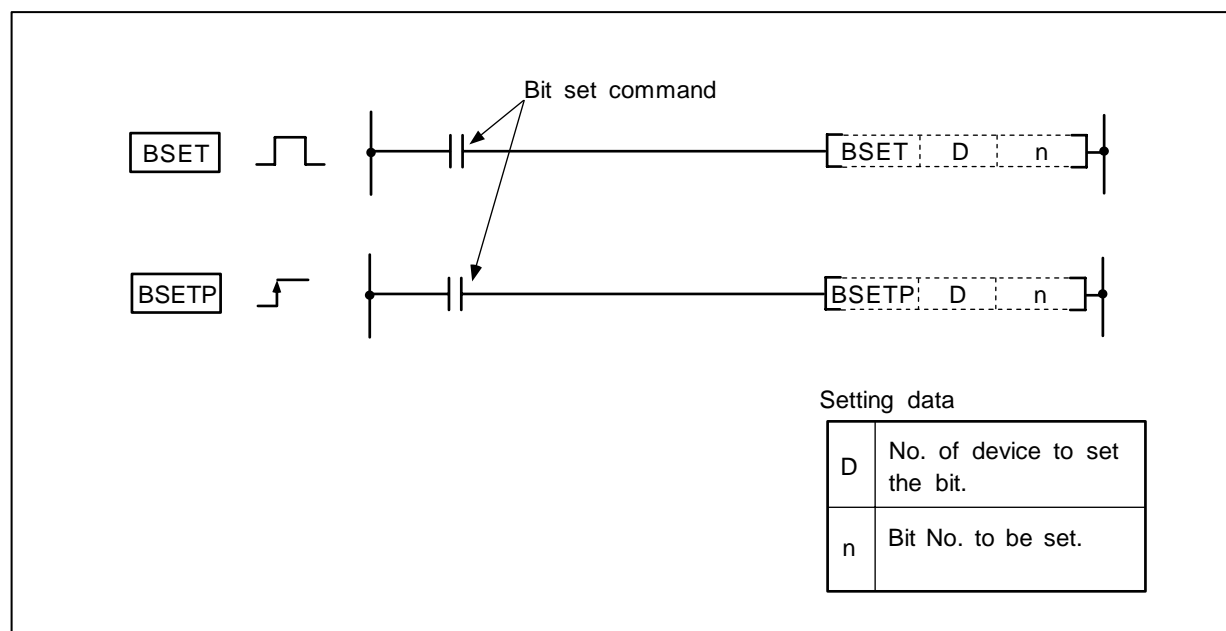 Bit set command
BSET
BSET D n
BSETP
BSETP D n
Setting data
D No. of device to set
the bit.
n Bit No. to be set.